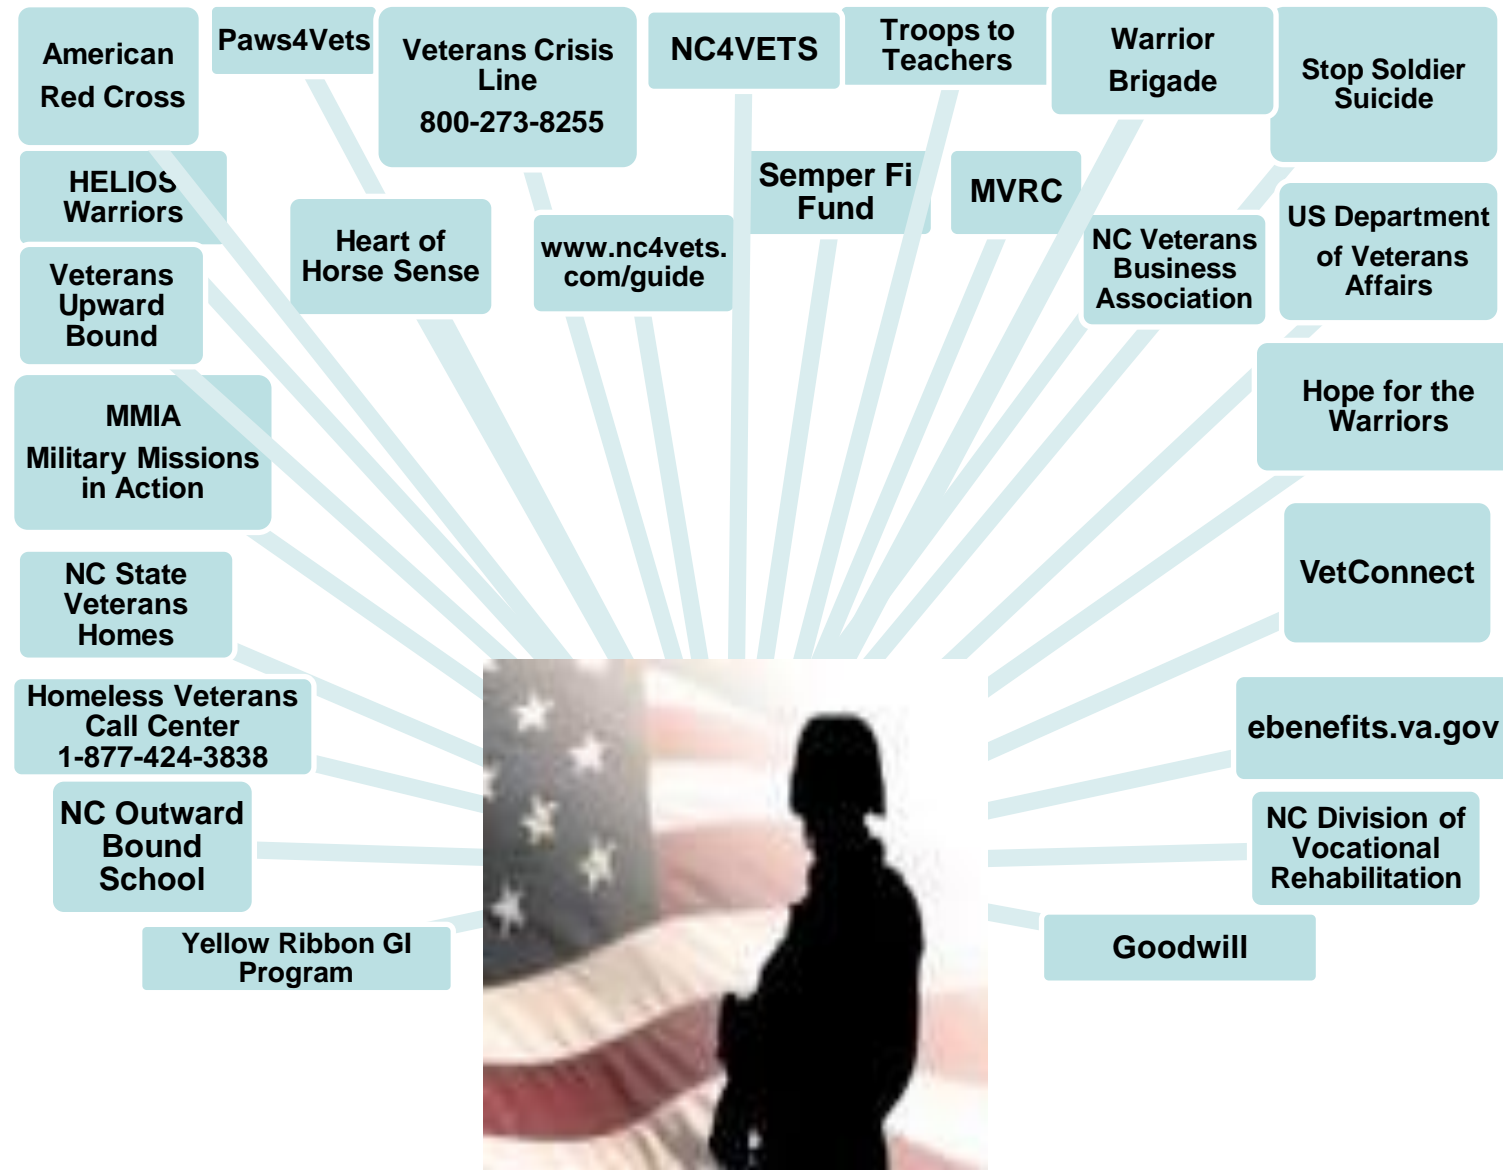 American
Red Cross
Paws4Vets
Veterans Crisis
Line
800-273-8255
NC4VETS
Troops to
Teachers
Warrior
Brigade
Stop Soldier
Suicide
HELIOS
Warriors
Heart of
Horse Sense
www.nc4vets.
com/guide
Semper Fi
Fund
MVRC
NC Veterans
Business
Association
US Department
of Veterans
Affairs
Veterans
Upward
Bound
Hope for the
Warriors
MMIA
Military Missions
in Action
VetConnect
NC State
Veterans
Homes
Homeless Veterans
Call Center
1-877-424-3838
ebenefits.va.gov
NC Outward
Bound
School
NC Division of
Vocational
Rehabilitation
Yellow Ribbon GI
Program
Goodwill